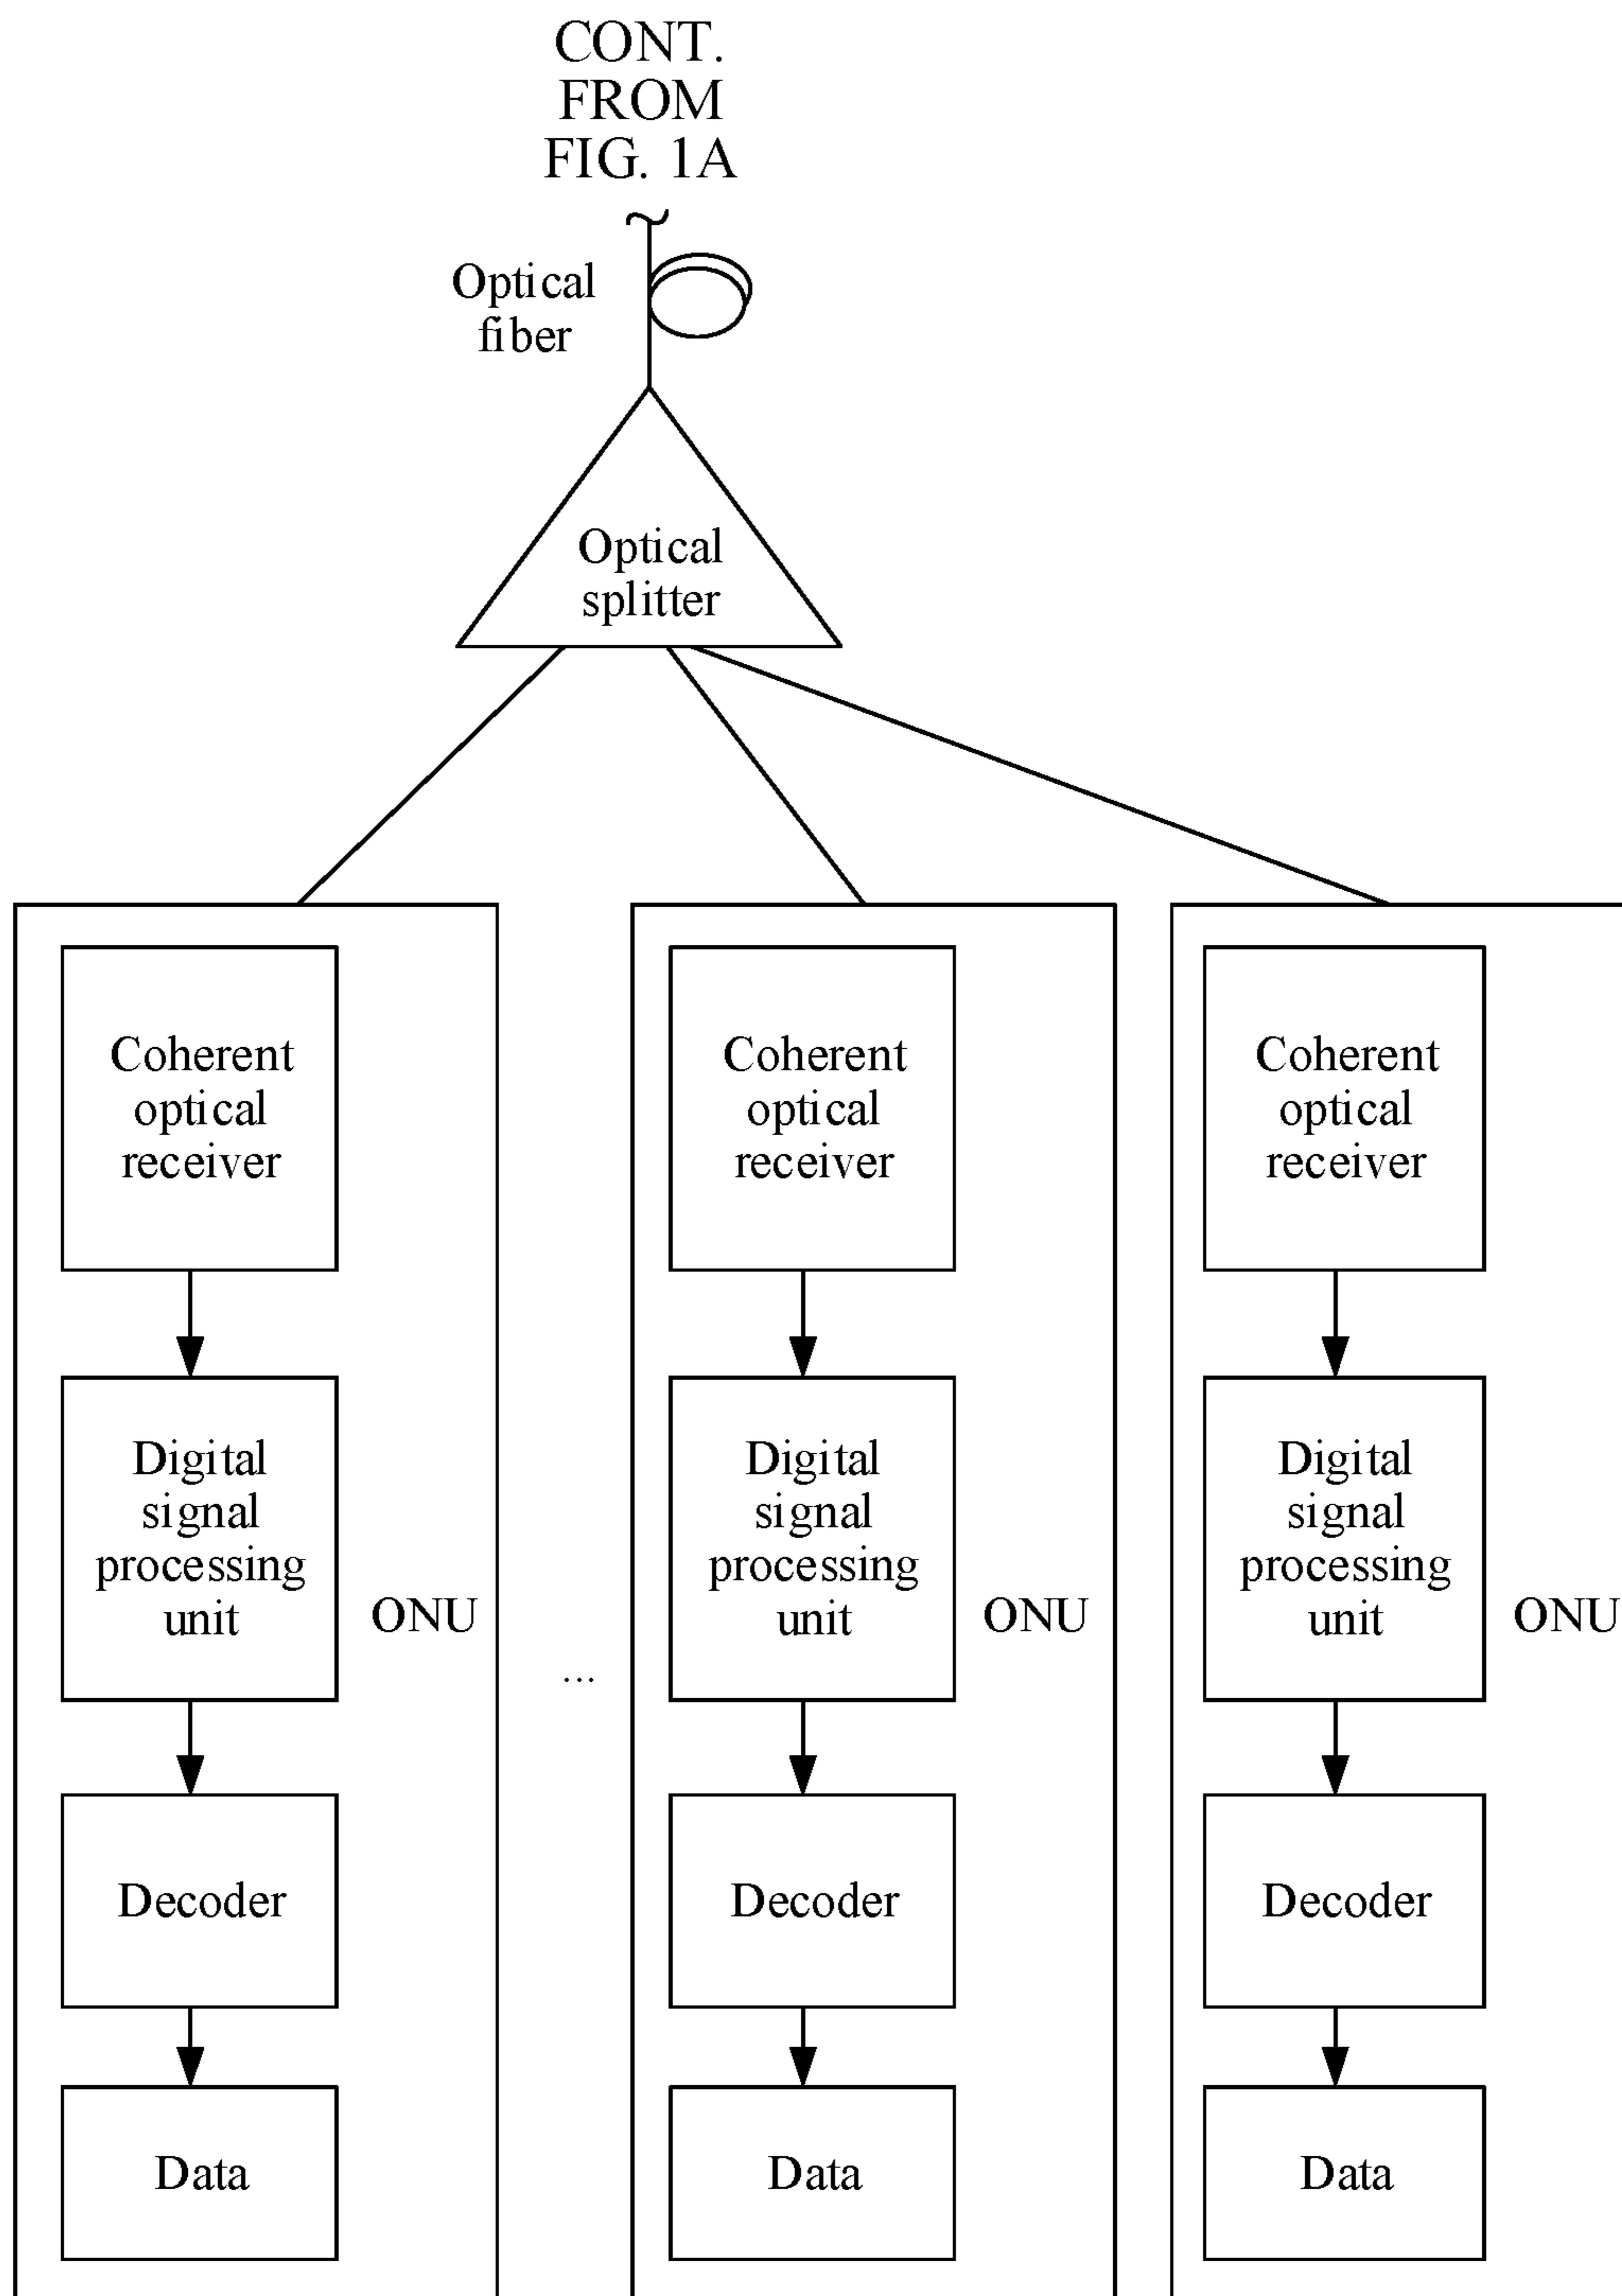 CONT.
FROM
FIG. 1A
Optical
fiber
Optical
splitter
Coherent
optical
receiver
Digital
signal
processing
unit
ONU
Decoder
Data
...
Coherent
optical
receiver
Digital
signal
processing
unit
ONU
Decoder
Data
Coherent
optical
receiver
Digital
signal
processing
unit
ONU
Decoder
Data